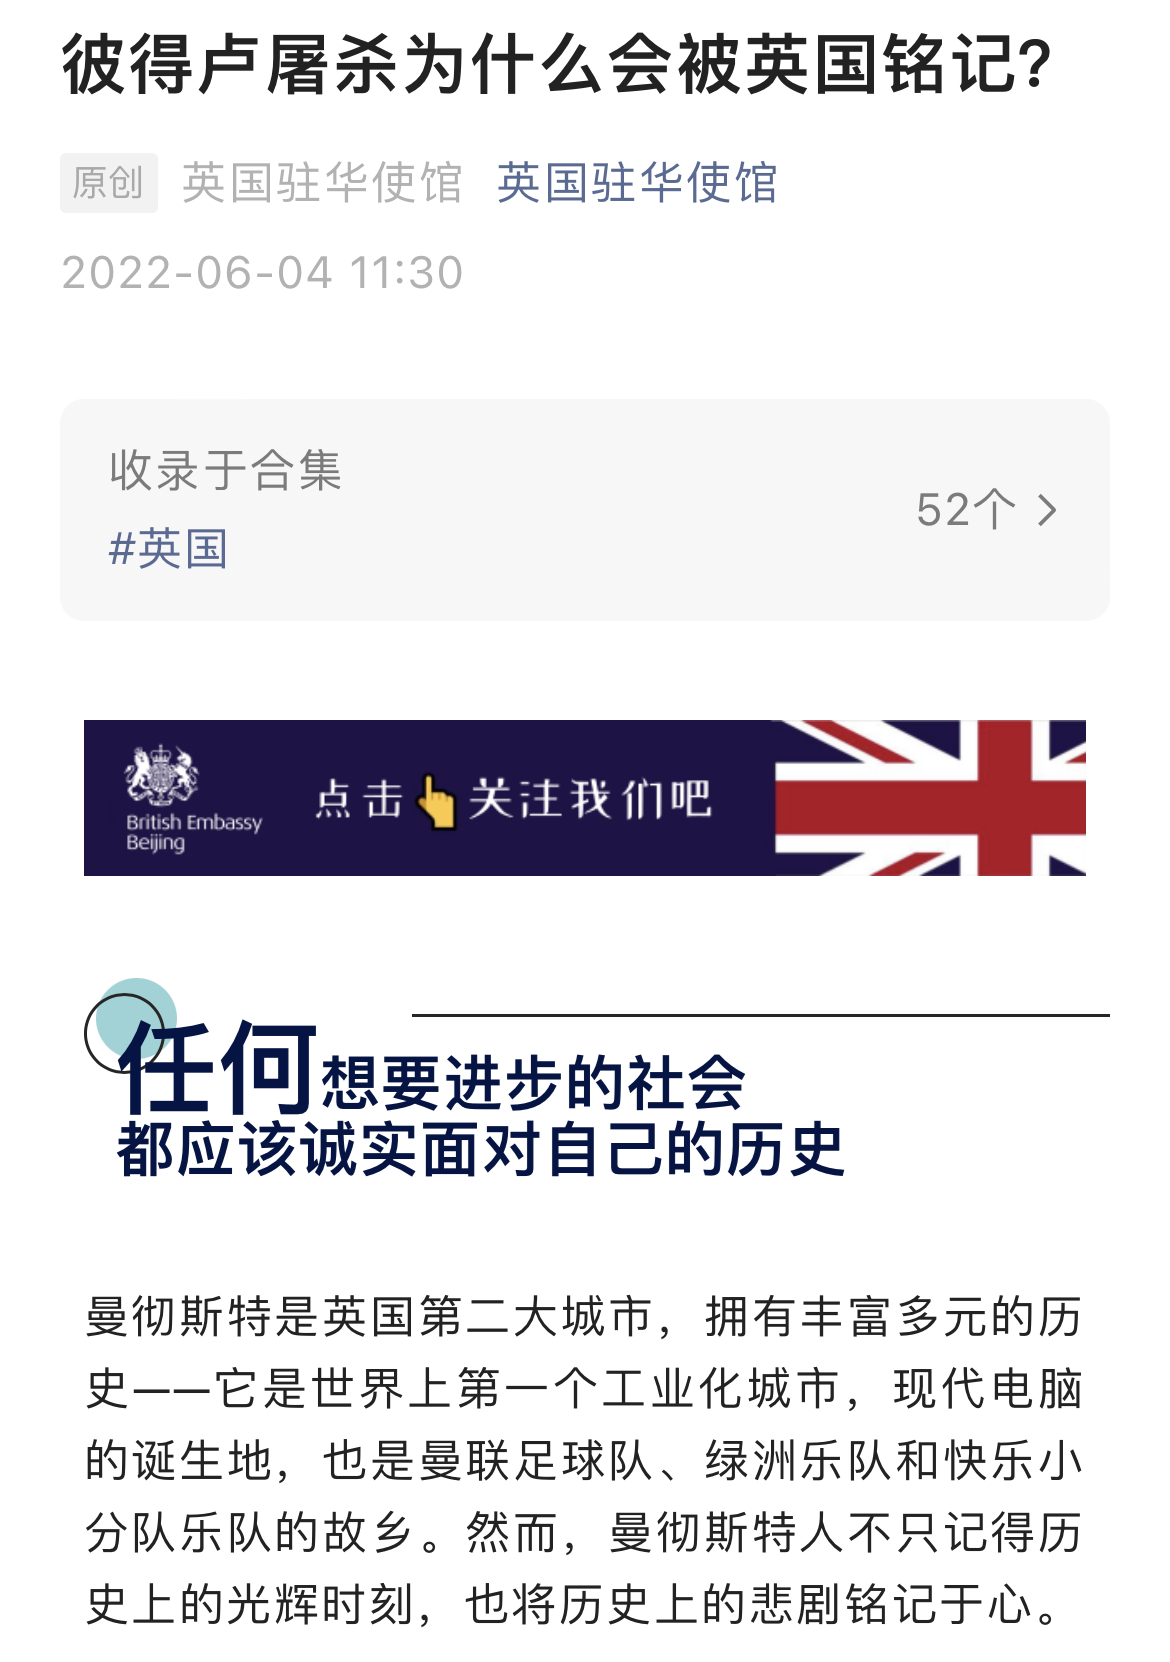 彼得卢屠杀为什么会被英国铭记？
原创 英国驻华使馆 英国驻华使馆
2022-06-04 11:30
收录于合集
#英国
52个
British Embassy
Beijing
点击👆关注我们吧
任何想要进步的社会
都应该诚实面对自己的历史
曼彻斯特是英国第二大城市，拥有丰富多元的历
史——它是世界上第一个工业化城市，现代电脑
的诞生地，也是曼联足球队、绿洲乐队和快乐小
分队乐队的故乡。然而，曼彻斯特人不只记得历
史上的光辉时刻，也将历史上的悲剧铭记于心。